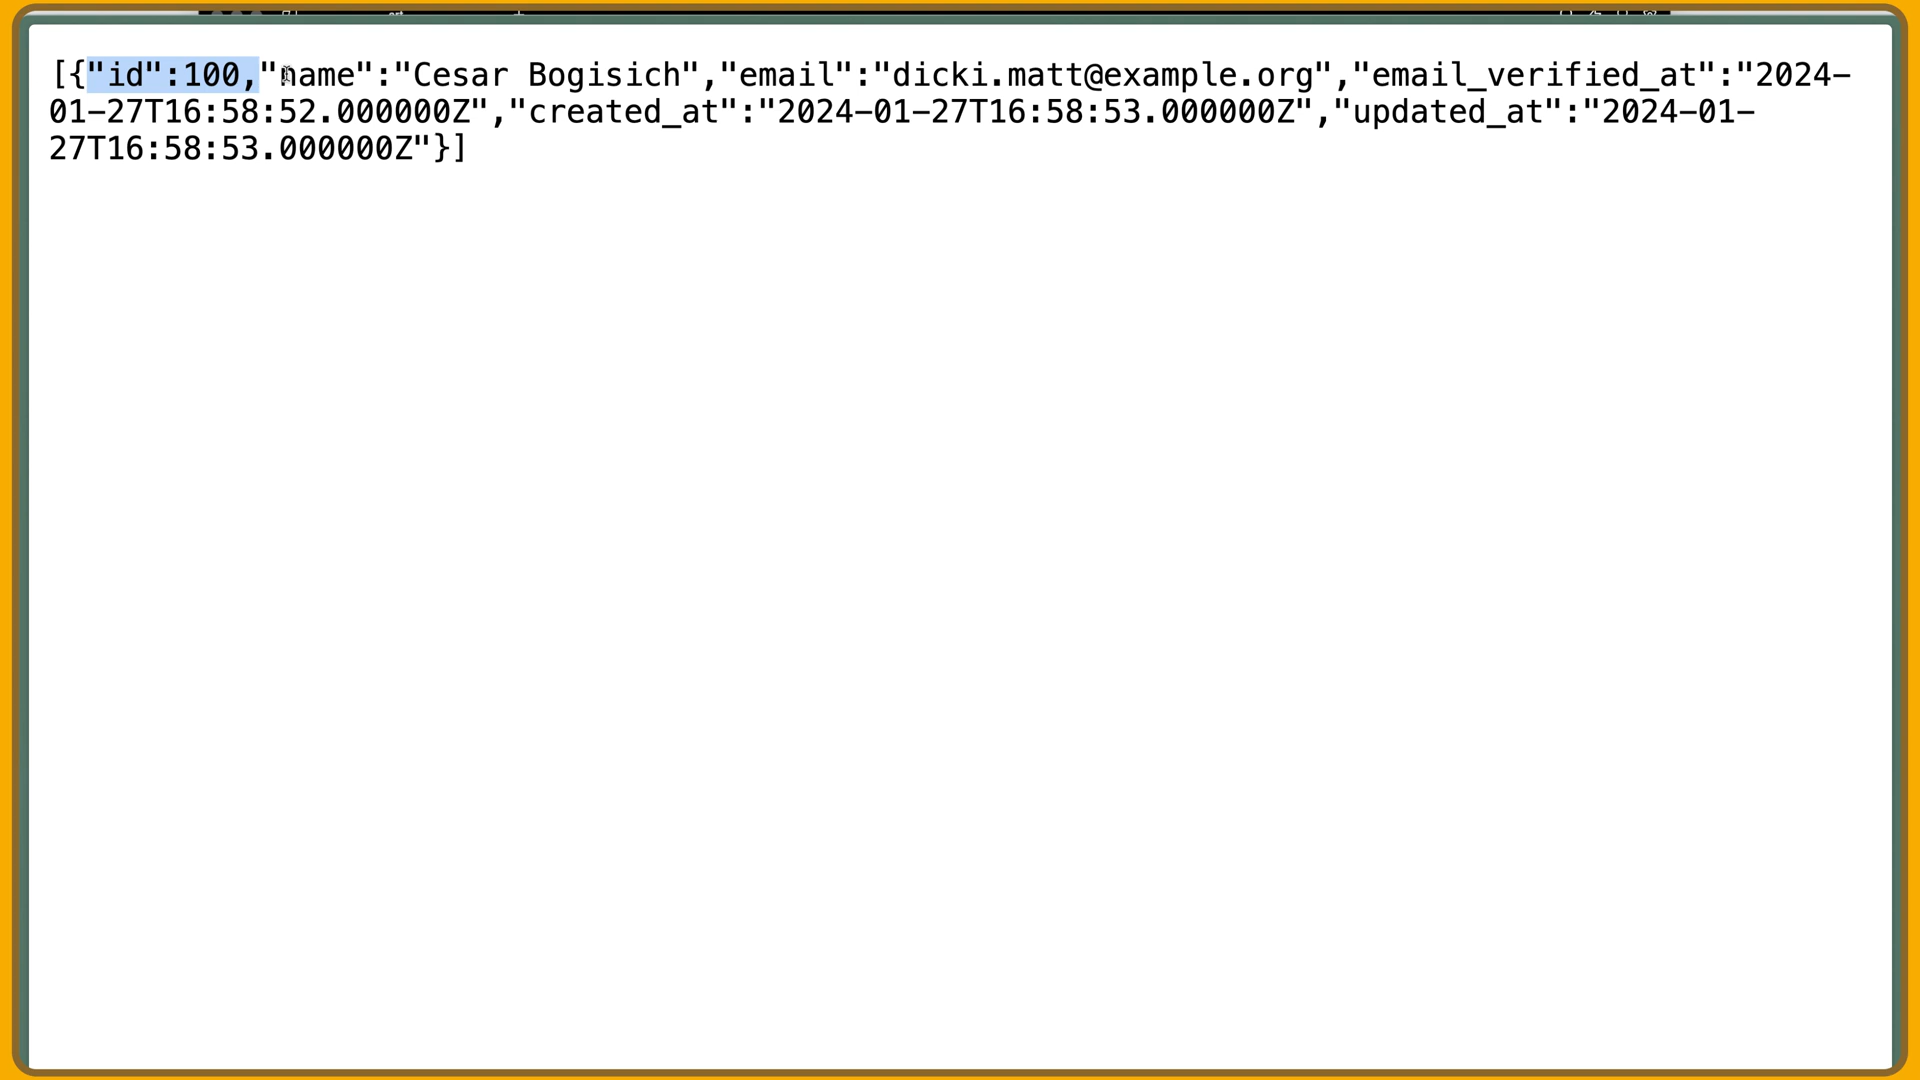 [{"id":100,"name":"Cesar Bogisich","email":"dicki.matt@example.org","email_verified_at":"2024-
01-27T16:58:52.000000Z","created_at":"2024-01-27T16:58:53.000000Z","updated_at":"2024-01-
27T16:58:53.000000Z"}]